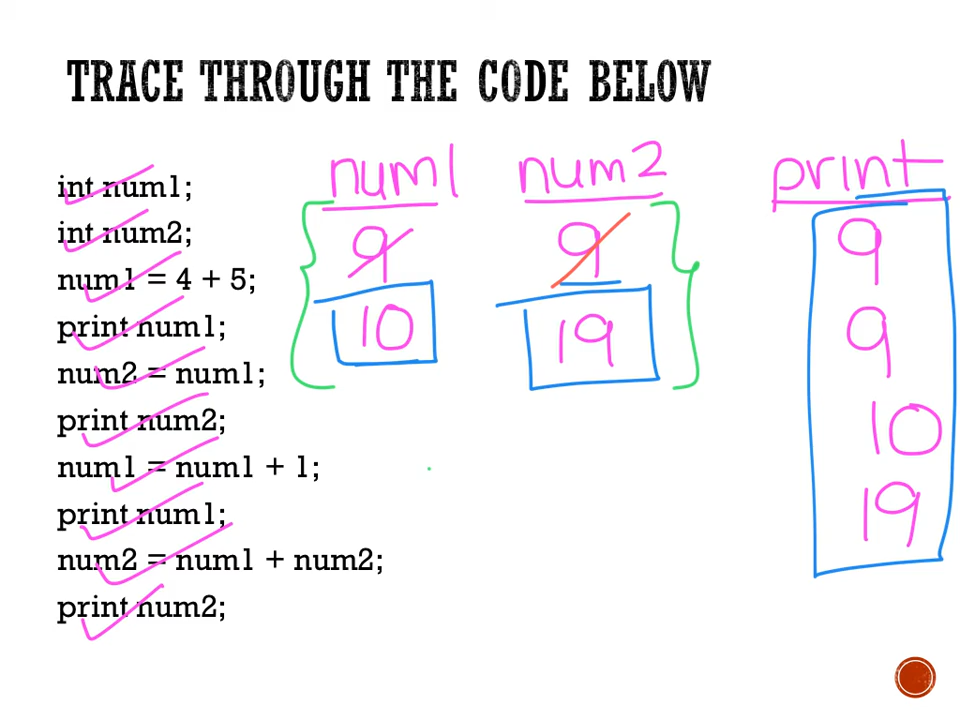 TRACE THROUGH THE CODE BELOW
num1 num2 print
int num1;
int num2;
num1 = 4 + 5;
print num1;
num2 = num1;
print num2;
num1 = num1 + 1;
print num1;
num2 = num1 + num2;
print num2;
9 9 9
10 19 9
10
19